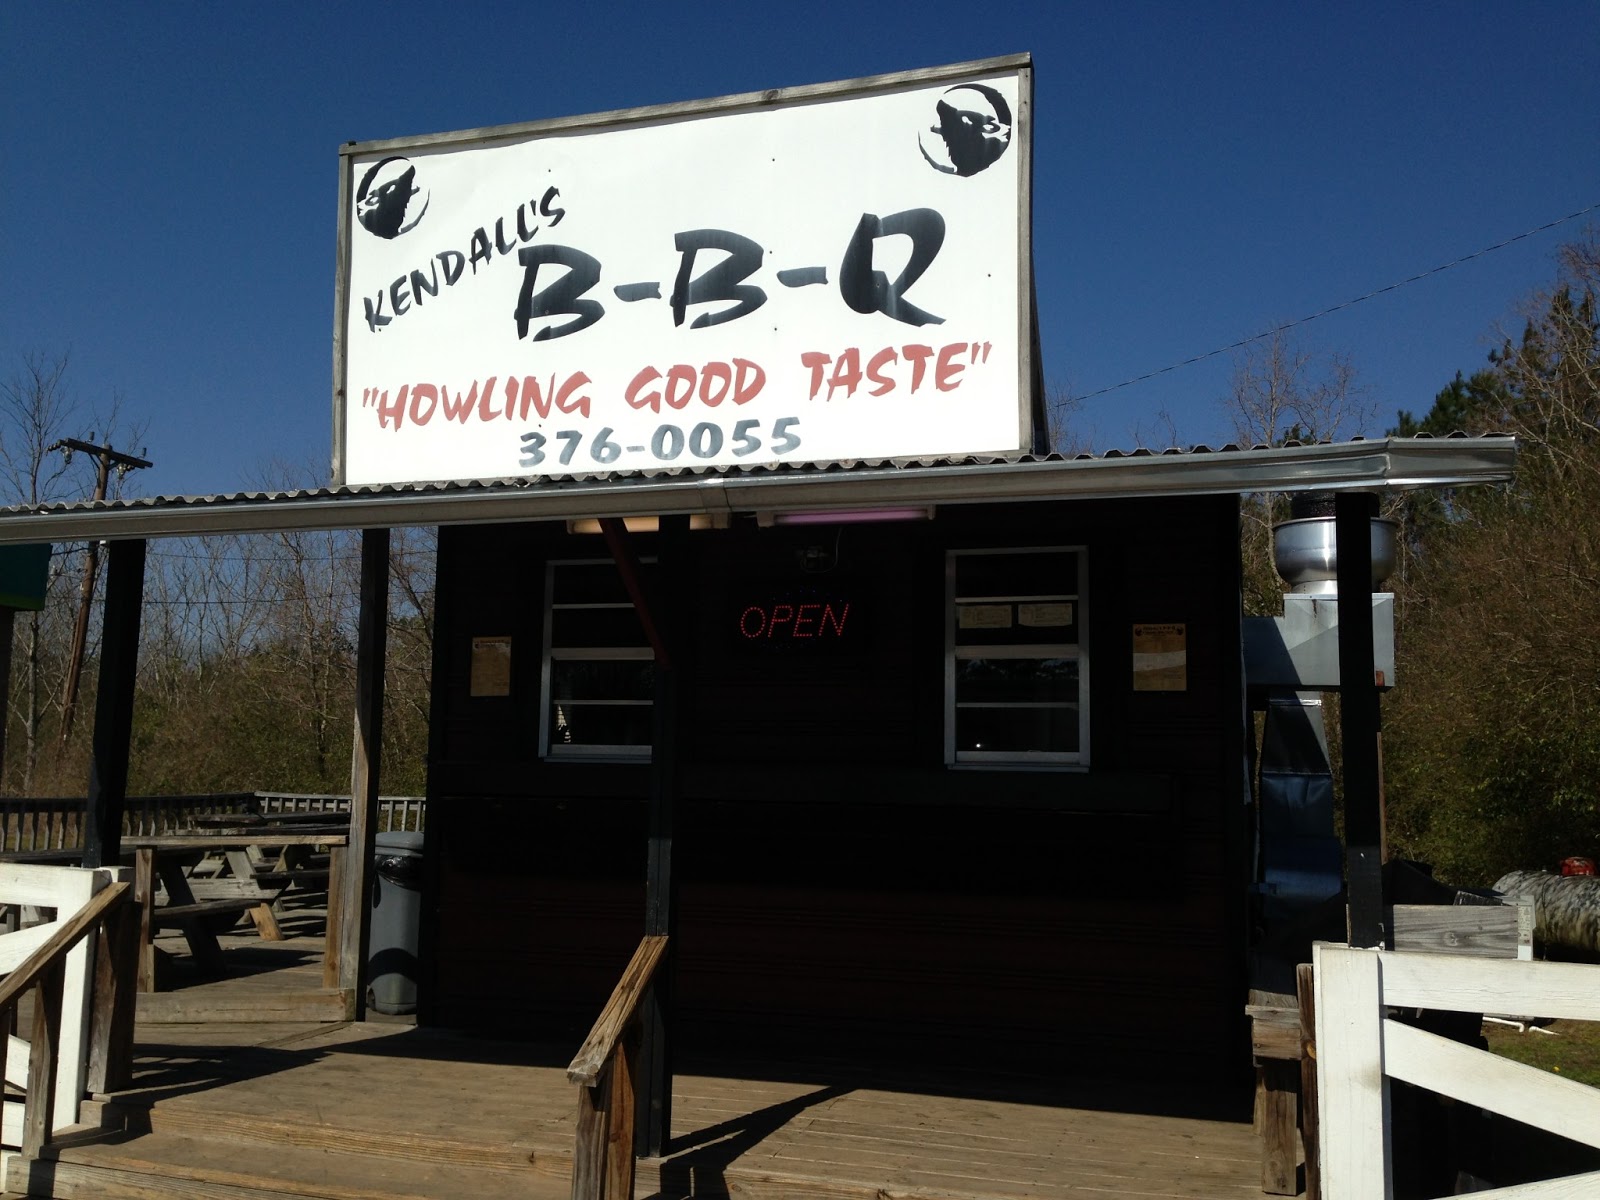 KENDALL'S
B-B-Q
"HOWLING GOOD TASTE"
376-0055
OPEN